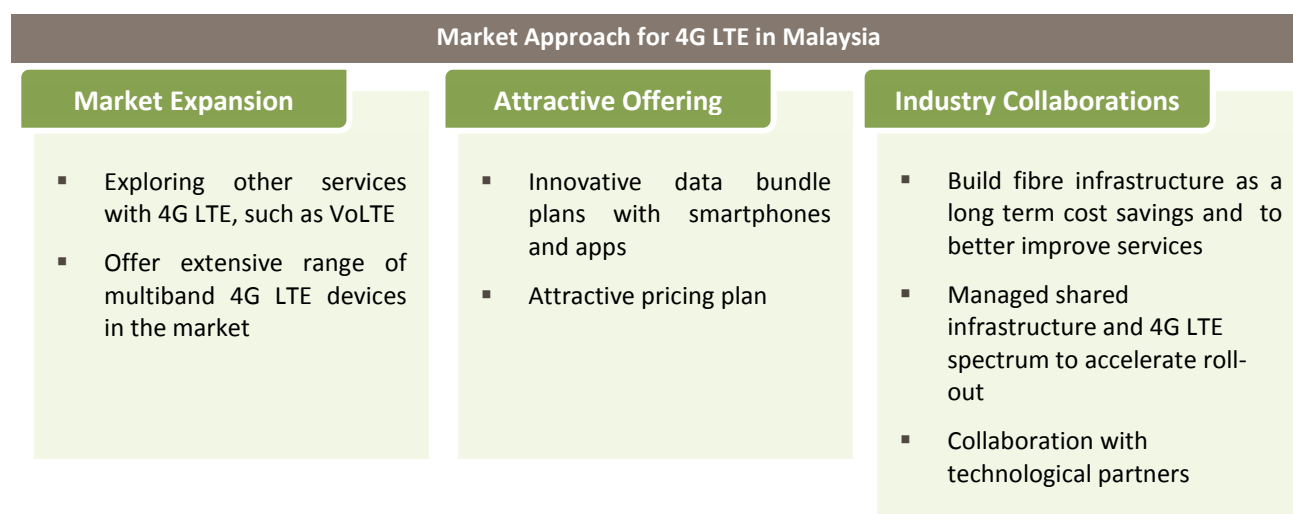 Market Approach for 4G LTE in Malaysia
Market Expansion
▪ Exploring other services
with 4G LTE, such as VoLTE
▪ Offer extensive range of
multiband 4G LTE devices
in the market
Attractive Offering
▪ Innovative data bundle
plans with smartphones
and apps
▪ Attractive pricing plan
Industry Collaborations
▪ Build fibre infrastructure as a
long term cost savings and to
better improve services
▪ Managed shared
infrastructure and 4G LTE
spectrum to accelerate roll-
out
▪ Collaboration with
technological partners